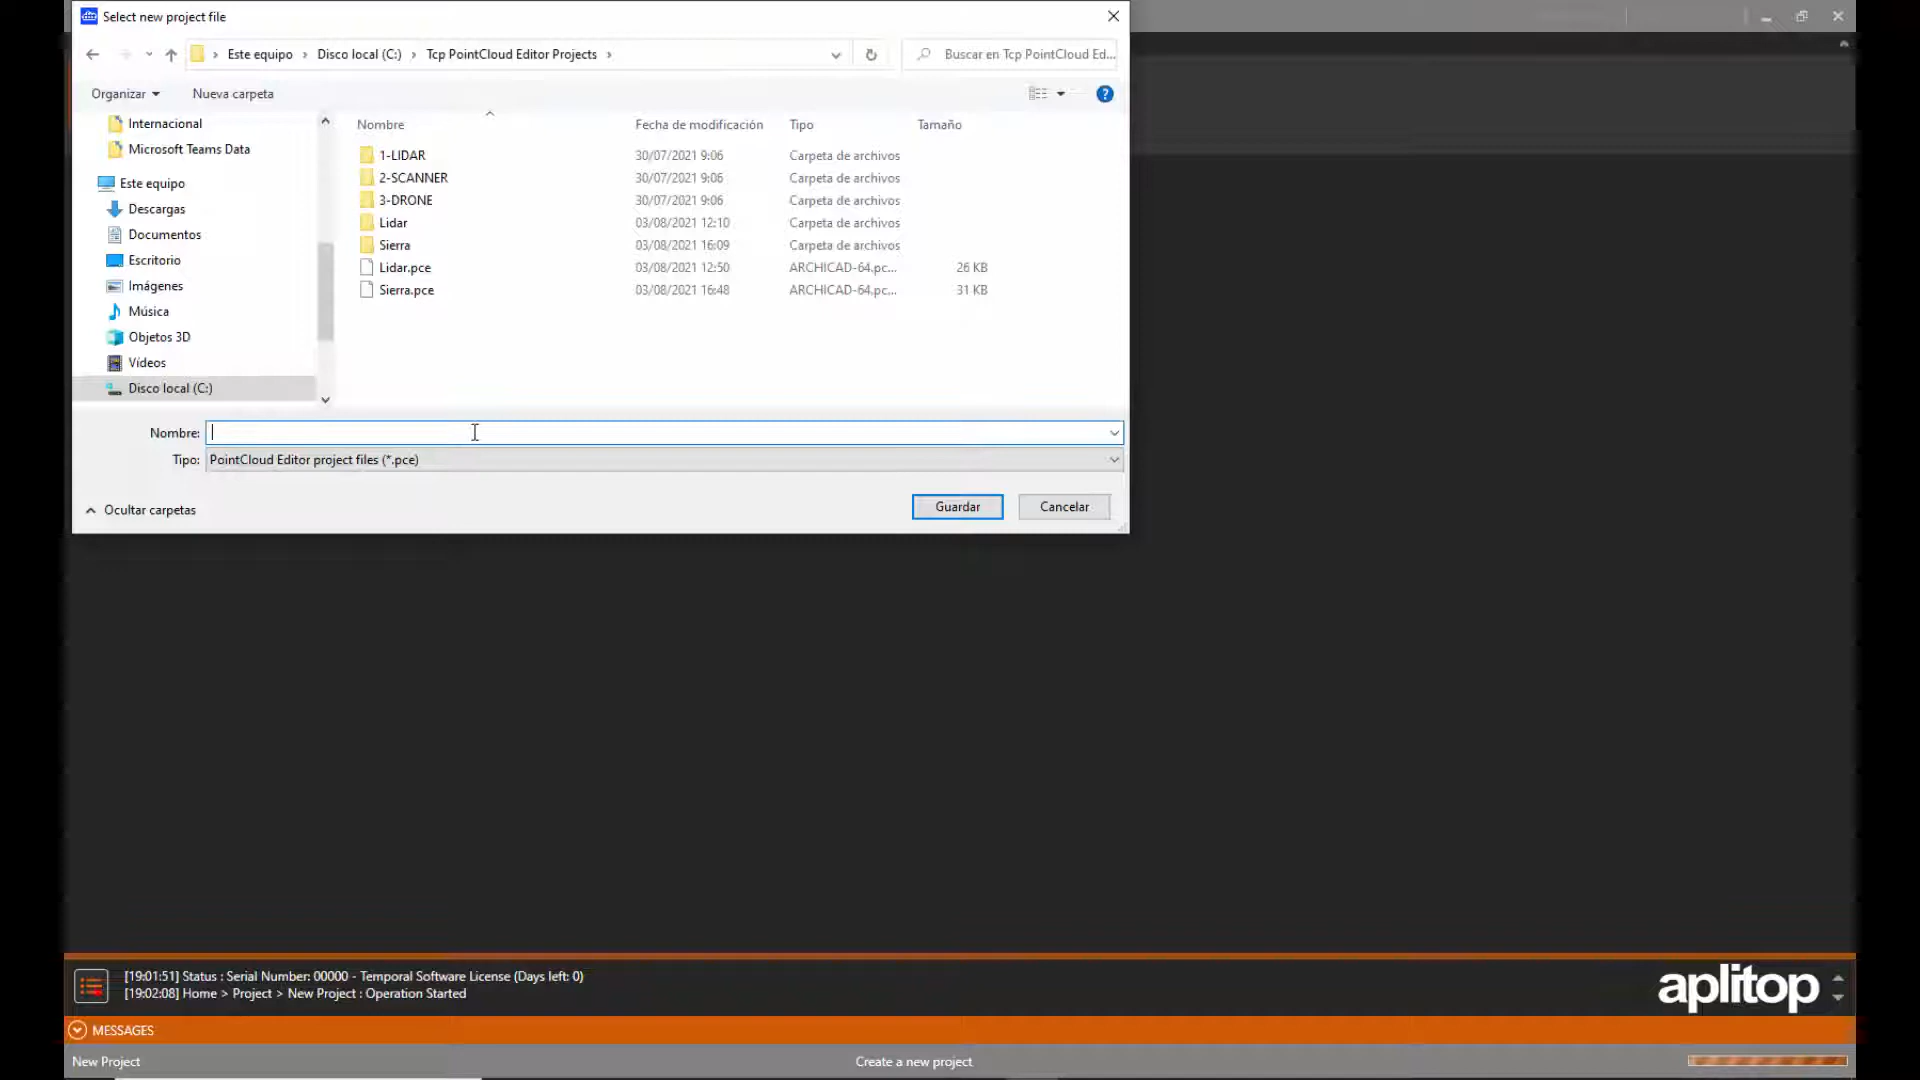 Select new project file
Este equipo > Disco local (C:) > Tcp PointCloud Editor Projects >
Buscar en Tcp PointCloud Ed...
Organizar
Nueva carpeta
Internacional
Microsoft Teams Data
Este equipo
Descargas
Documentos
Escritorio
Imágenes
Música
Objetos 3D
Vídeos
Disco local (C:)
Nombre Fecha de modificación Tipo Tamaño
1-LIDAR 30/07/2021 9:06 Carpeta de archivos
2-SCANNER 30/07/2021 9:06 Carpeta de archivos
3-DRONE 30/07/2021 9:06 Carpeta de archivos
Lidar 03/08/2021 12:10 Carpeta de archivos
Sierra 03/08/2021 16:09 Carpeta de archivos
Lidar.pce 03/08/2021 12:50 ARCHICAD-64.pc... 26 KB
Sierra.pce 03/08/2021 16:48 ARCHICAD-64.pc... 31 KB
Nombre:
Tipo: PointCloud Editor project files (*.pce)
Ocultar carpetas
Guardar
Cancelar
[19:01:51] Status : Serial Number: 00000 - Temporal Software License (Days left: 0)
[19:02:08] Home > Project > New Project : Operation Started
aplitop
MESSAGES
New Project
Create a new project